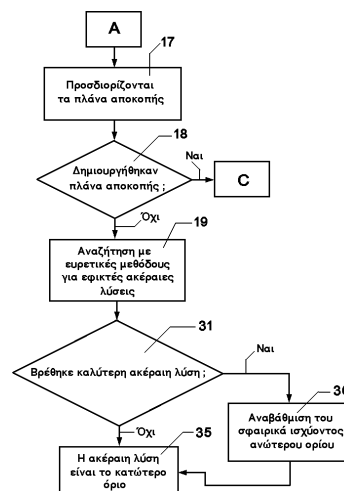 A
17
Προσδιορίζονται
τα πλάνα αποκοπής
18
Δημιουργήθηκαν
πλάνα αποκοπής ;
Ναι
C
Όχι
19
Αναζήτηση με
ευρετικές μεθόδους
για εφικτές ακέραιες
λύσεις
31
Βρέθηκε καλύτερη ακέραιη λύση ;
Ναι
Αναβάθμιση του
σφαιρικά ισχύοντος
ανώτερου ορίου
Όχι
35
Η ακέραιη λύση
είναι το κατώτερο
όριο